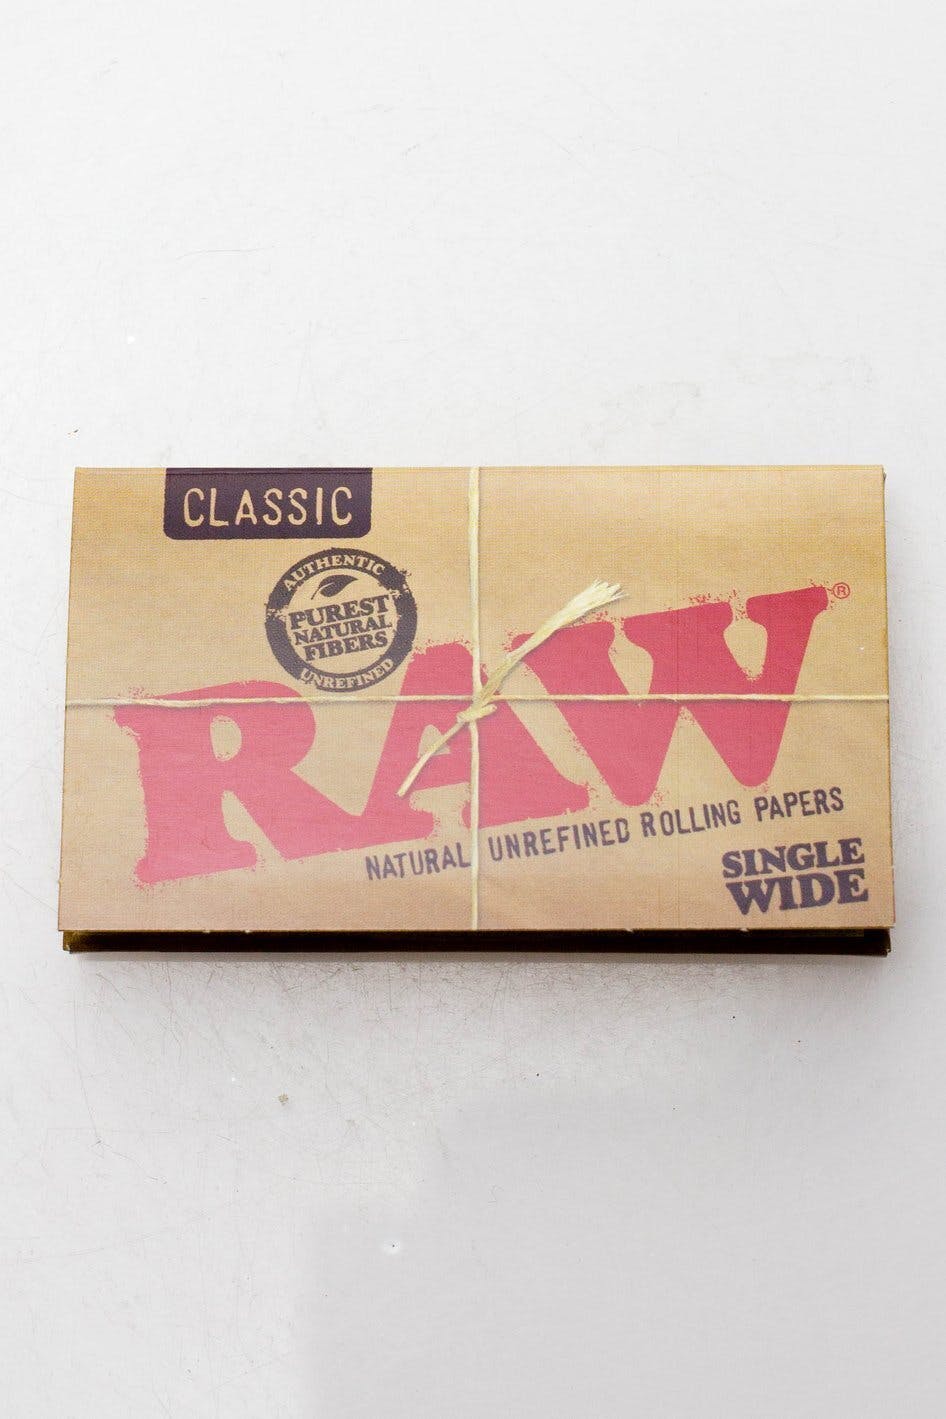 CLASSIC
AUTHENTIC
PUREST
NATURAL
FIBERS
UNREFINED
RAW®
NATURAL UNREFINED ROLLING PAPERS
SINGLE
WIDE